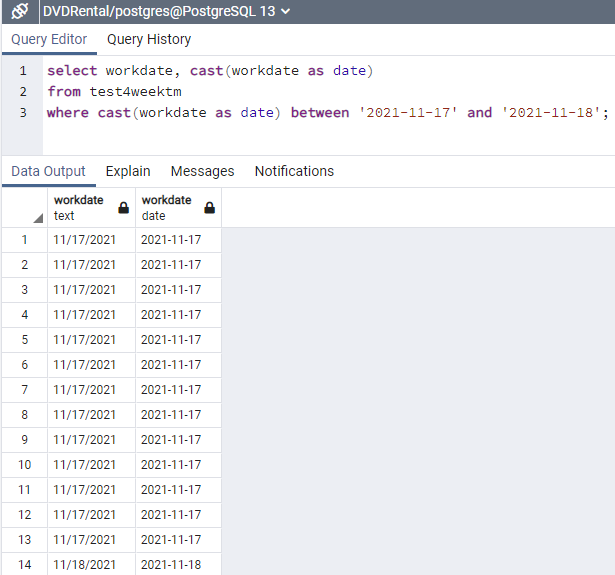 DVDRental/postgres@PostgreSQL 13
Query Editor Query History
1 select workdate, cast(workdate as date)
2 from test4weektm
3 where cast(workdate as date) between '2021-11-17' and '2021-11-18';
Data Output Explain Messages Notifications
workdate workdate
text date
1 11/17/2021 2021-11-17
2 11/17/2021 2021-11-17
3 11/17/2021 2021-11-17
4 11/17/2021 2021-11-17
5 11/17/2021 2021-11-17
6 11/17/2021 2021-11-17
7 11/17/2021 2021-11-17
8 11/17/2021 2021-11-17
9 11/17/2021 2021-11-17
10 11/17/2021 2021-11-17
11 11/17/2021 2021-11-17
12 11/17/2021 2021-11-17
13 11/17/2021 2021-11-17
14 11/18/2021 2021-11-18